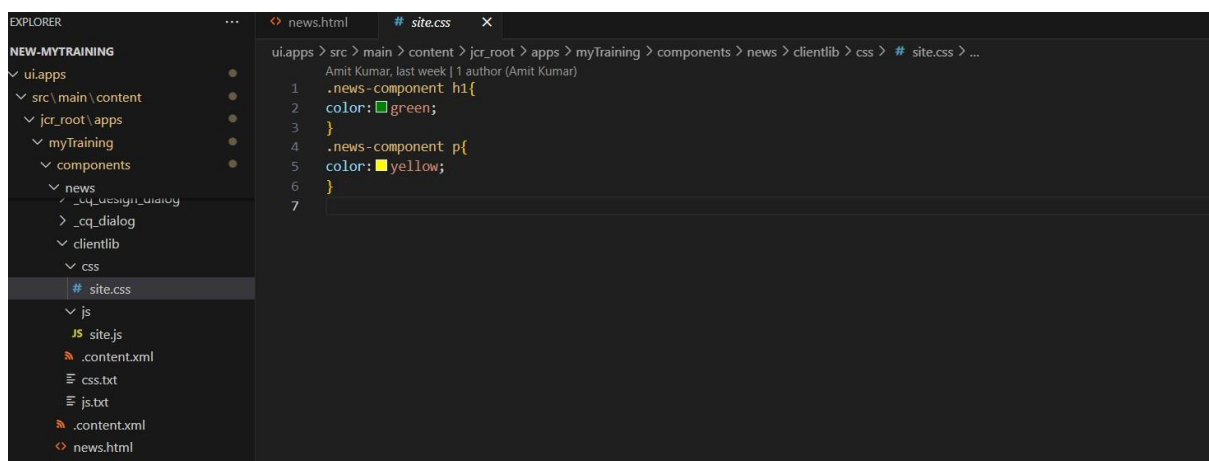 EXPLORER
...
NEW-MYTRAINING
ui.apps
src\main\content
jcr_root\apps
myTraining
components
news
_cq_design_dialog
_cq_dialog
clientlib
css
# site.css
js
JS site.js
.content.xml
css.txt
js.txt
.content.xml
<> news.html
<> news.html # site.css X
ui.apps > src > main > content > jcr_root > apps > myTraining > components > news > clientlib > css > # site.css > ...
Amit Kumar, last week | 1 author (Amit Kumar)
1 .news-component h1{
2 color: green;
3 }
4 .news-component p{
5 color: yellow;
6 }
7